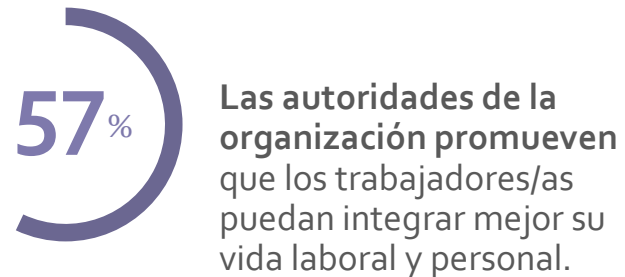 57%
Las autoridades de la
organización promueven
que los trabajadores/as
puedan integrar mejor su
vida laboral y personal.